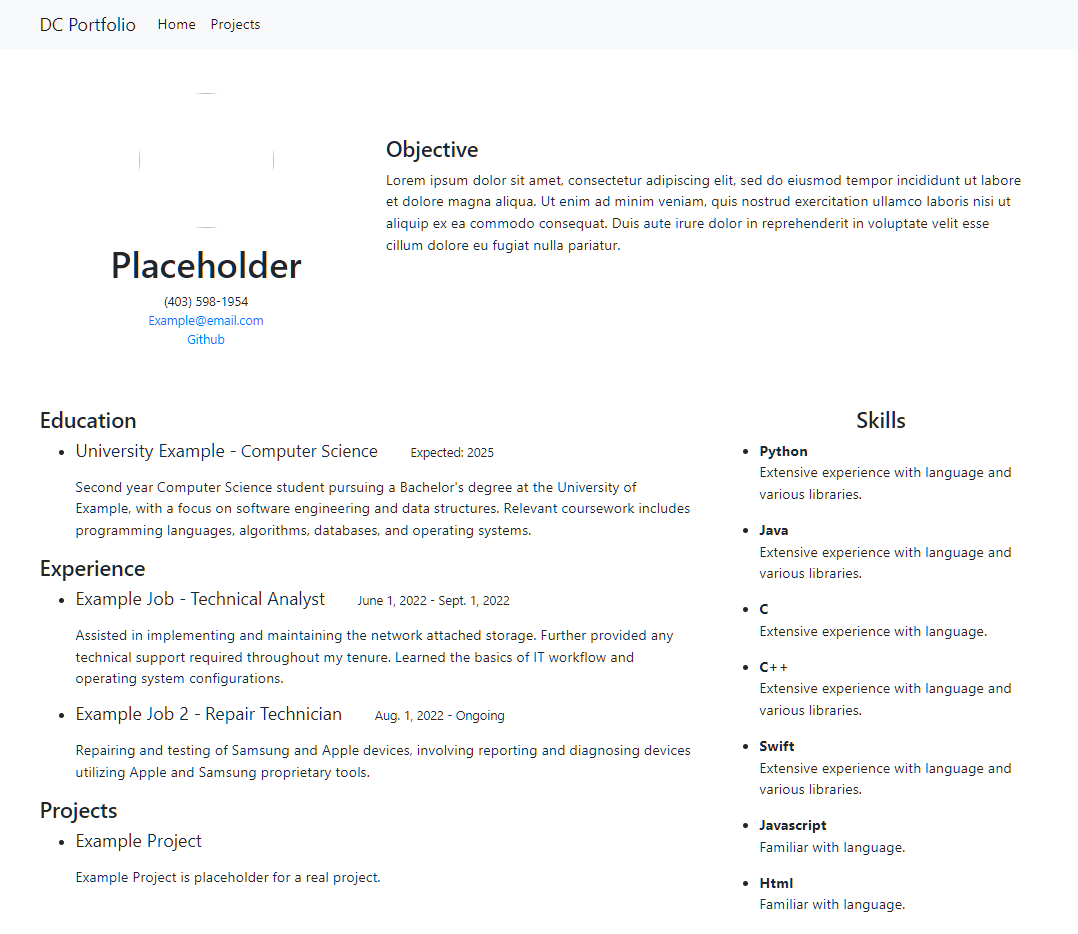 DC Portfolio Home Projects
Objective
Lorem ipsum dolor sit amet, consectetur adipiscing elit, sed do eiusmod tempor incididunt ut labore
et dolore magna aliqua. Ut enim ad minim veniam, quis nostrud exercitation ullamco laboris nisi ut
aliquip ex ea commodo consequat. Duis aute irure dolor in reprehenderit in voluptate velit esse
cillum dolore eu fugiat nulla pariatur.
Placeholder
(403) 598-1954
Example@email.com
Github
Education
University Example - Computer Science Expected: 2025
Second year Computer Science student pursuing a Bachelor's degree at the University of
Example, with a focus on software engineering and data structures. Relevant coursework includes
programming languages, algorithms, databases, and operating systems.
Experience
Example Job - Technical Analyst June 1, 2022 - Sept. 1, 2022
Assisted in implementing and maintaining the network attached storage. Further provided any
technical support required throughout my tenure. Learned the basics of IT workflow and
operating system configurations.
Example Job 2 - Repair Technician Aug. 1, 2022 - Ongoing
Repairing and testing of Samsung and Apple devices, involving reporting and diagnosing devices
utilizing Apple and Samsung proprietary tools.
Projects
Example Project
Example Project is placeholder for a real project.
Skills
Python
Extensive experience with language and
various libraries.
Java
Extensive experience with language and
various libraries.
C
Extensive experience with language.
C++
Extensive experience with language and
various libraries.
Swift
Extensive experience with language and
various libraries.
Javascript
Familiar with language.
Html
Familiar with language.